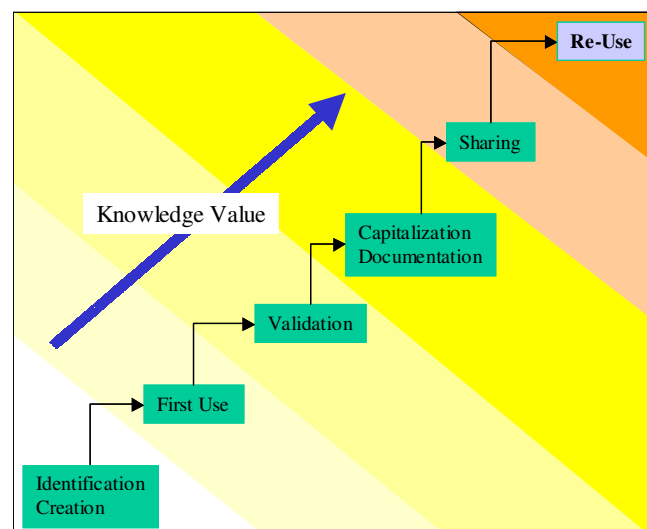 Re-Use
Sharing
Knowledge Value
Capitalization
Documentation
Validation
First Use
Identification
Creation